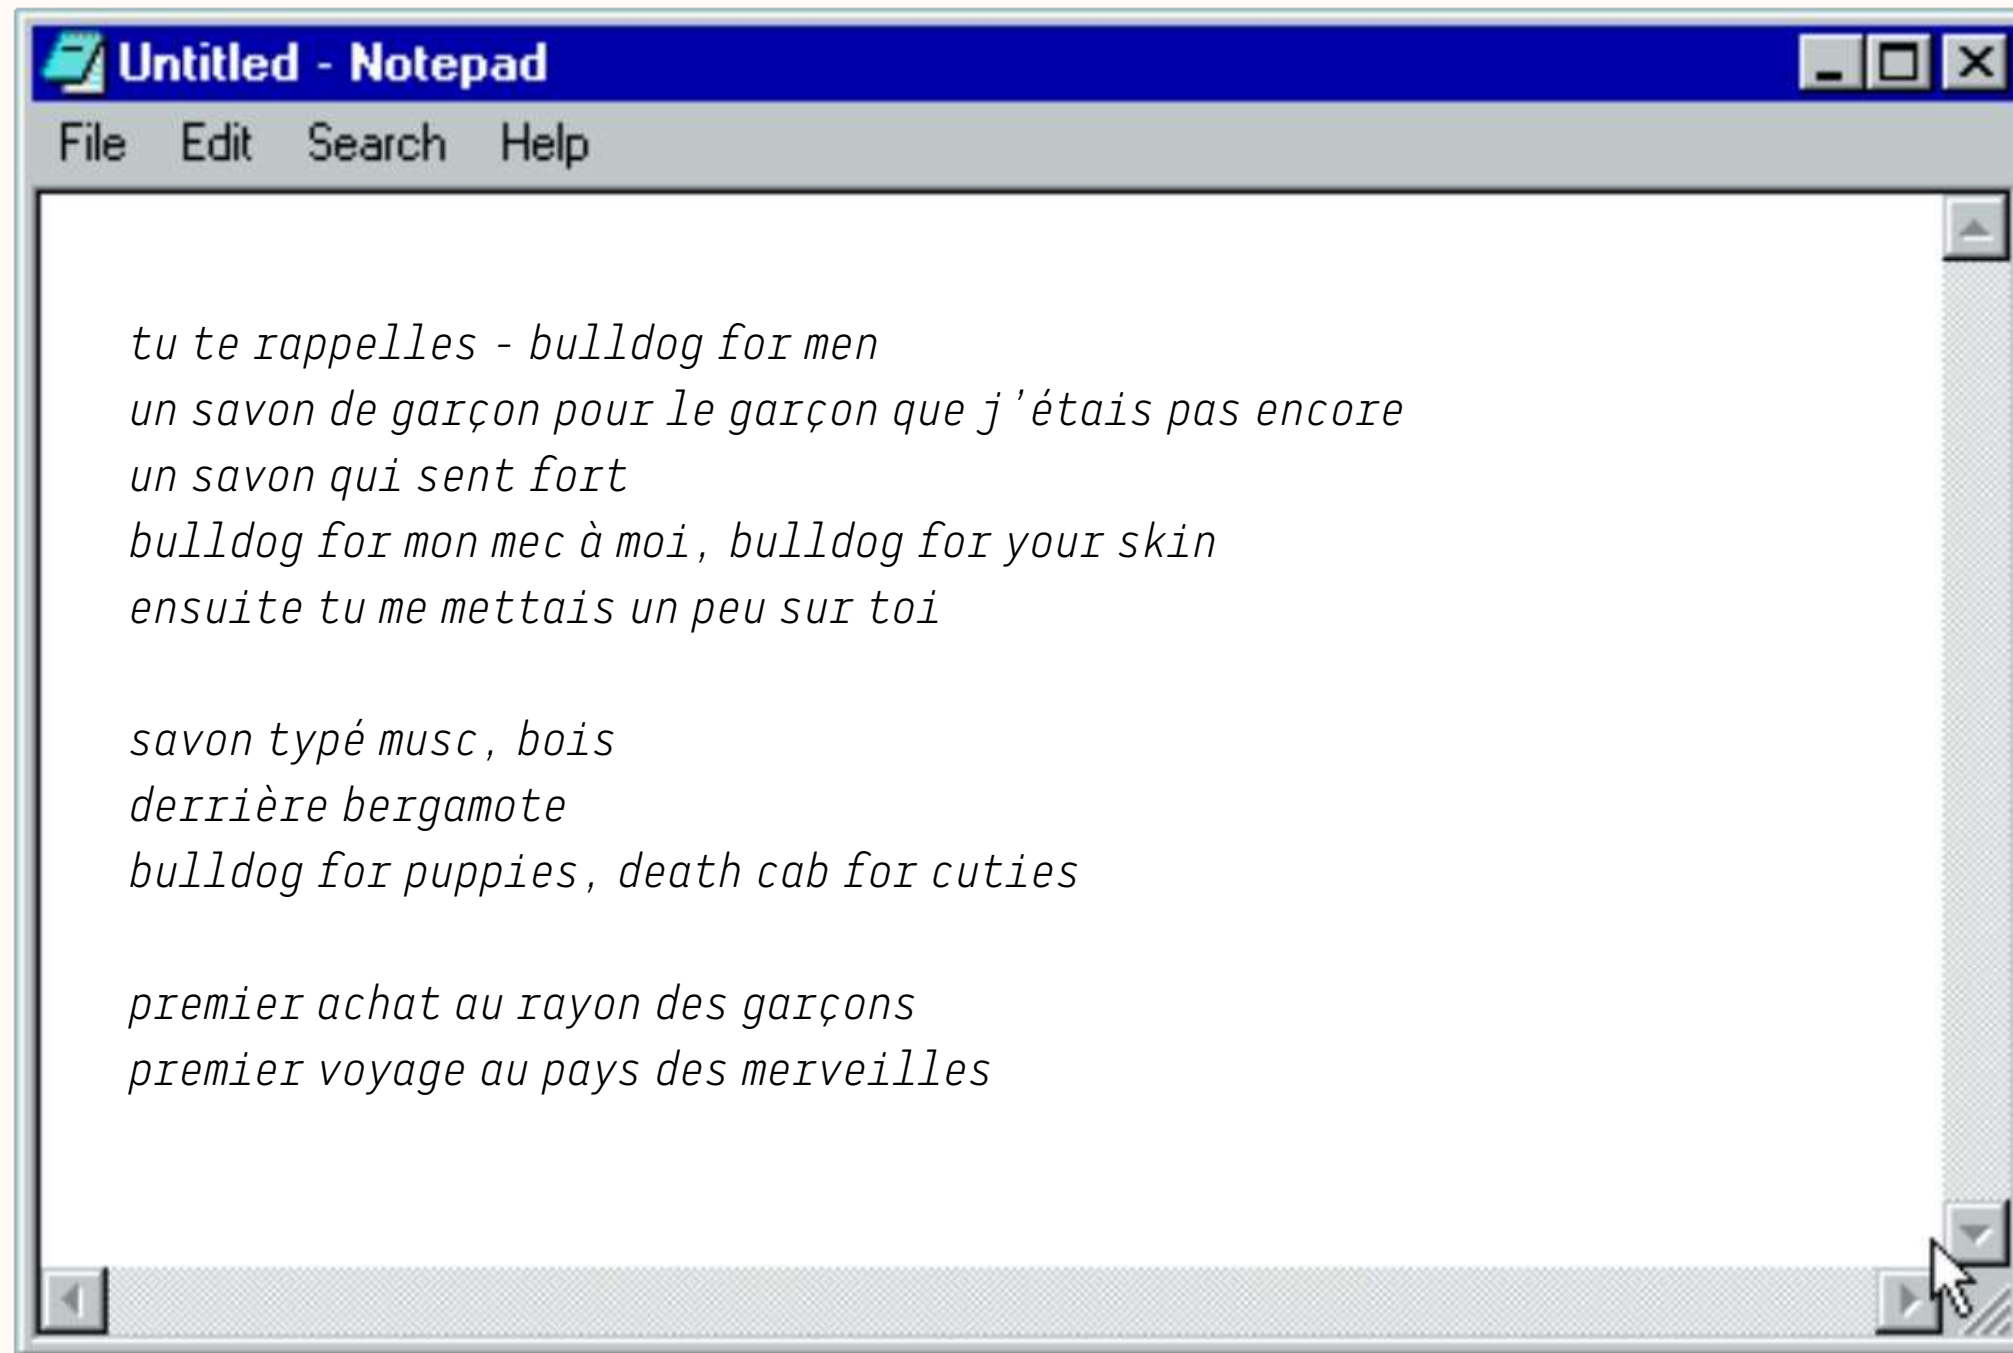 Untitled - Notepad
File Edit Search Help
tu te rappelles - bulldog for men
un savon de garçon pour le garçon que j'étais pas encore
un savon qui sent fort
bulldog for mon mec à moi, bulldog for your skin
ensuite tu me mettais un peu sur toi
savon typé musc, bois
derrière bergamote
bulldog for puppies, death cab for cuties
premier achat au rayon des garçons
premier voyage au pays des merveilles